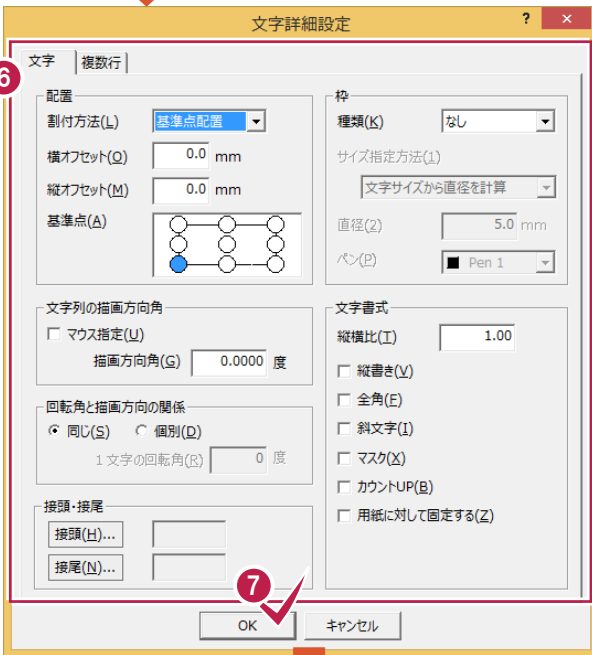 文字詳細設定 ? ×
6
文字 複数行
配置
割付方法(L) 基準点配置
横オフセット(O) 0.0 mm
縦オフセット(M) 0.0 mm
基準点(A)
枠
種類(K) なし
サイズ指定方法(1)
文字サイズから直径を計算
直径(2) 5.0 mm
ペン(P) Pen 1
文字列の描画方向角
マウス指定(U)
描画方向角(G) 0.0000 度
回転角と描画方向の関係
同じ(S) 個別(D)
1文字の回転角(R) 0 度
接頭・接尾
接頭(H)...
接尾(N)...
文字書式
縦横比(T) 1.00
縦書き(V)
全角(F)
斜文字(I)
マスク(X)
カウントUP(B)
用紙に対して固定する(Z)
7
OK キャンセル